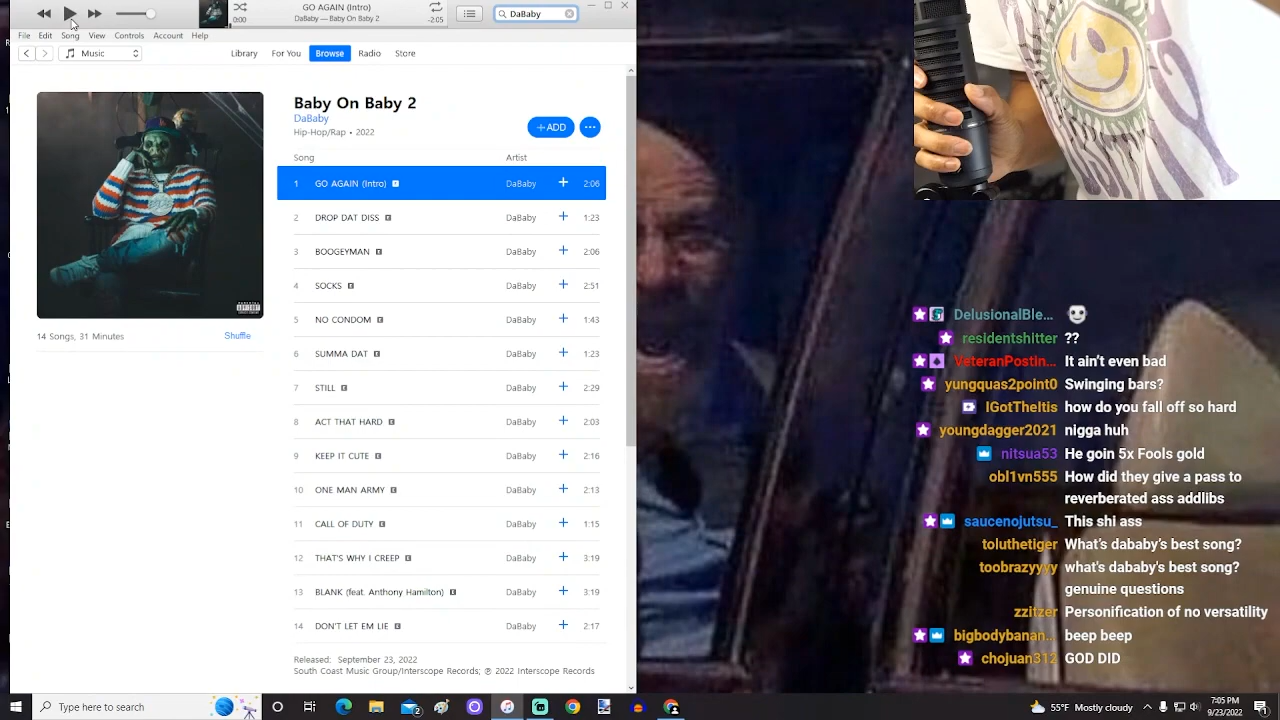 GO AGAIN (Intro)
0:00
DaBaby — Baby On Baby 2
-2:05
DaBaby
File Edit Song View Controls Account Help
Music
Library For You Browse Radio Store
Baby On Baby 2
DaBaby
Hip-Hop/Rap • 2022
+ADD
Song Artist
1 GO AGAIN (Intro) E DaBaby + 2:06
2 DROP DAT DISS E DaBaby + 1:23
3 BOOGEYMAN E DaBaby + 2:06
4 SOCKS E DaBaby + 2:51
5 NO CONDOM E DaBaby + 1:43
6 SUMMA DAT E DaBaby + 1:23
7 STILL E DaBaby + 2:29
8 ACT THAT HARD E DaBaby + 2:03
9 KEEP IT CUTE E DaBaby + 2:16
10 ONE MAN ARMY E DaBaby + 2:13
11 CALL OF DUTY E DaBaby + 1:15
12 THAT'S WHY I CREEP E DaBaby + 3:19
13 BLANK (feat. Anthony Hamilton) E DaBaby + 3:19
14 DON'T LET EM LIE E DaBaby + 2:17
14 Songs, 31 Minutes Shuffle
Released: September 23, 2022
South Coast Music Group/Interscope Records; ℗ 2022 Interscope Records
DelusionalBle...
residentshitter ??
VeteranPostin... It ain't even bad
yungquas2point0 Swinging bars?
IGotTheItis how do you fall off so hard
youngdagger2021 nigga huh
nitsua53 He goin 5x Fools gold
obl1vn555 How did they give a pass to
reverberated ass addlibs
saucenojutsu_ This shi ass
toluthetiger What's dababy's best song?
toobrazyyyy what's dababy's best song?
genuine questions
zzitzer Personification of no versatility
bigbodybanan... beep beep
chojuan312 GOD DID
Type here to search
2
55°F Mostly clear
7:05 PM
9/23/2022